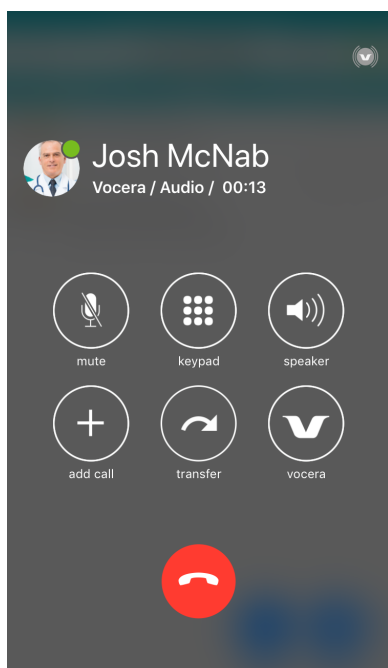 Josh McNab
Vocera / Audio / 00:13
mute
keypad
speaker
add call
transfer
vocera